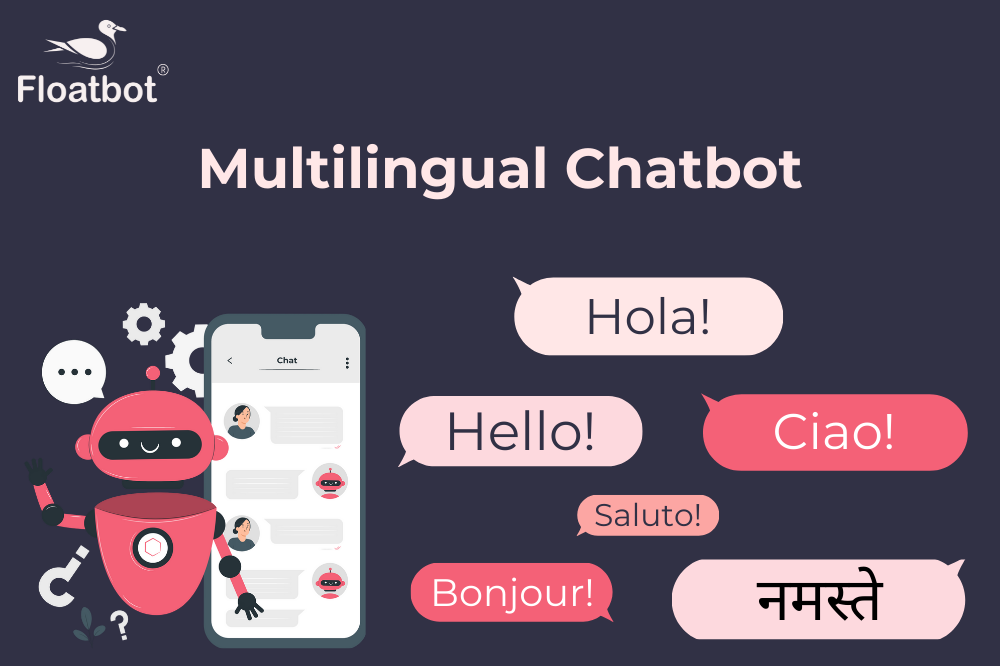 Floatbot®
Multilingual Chatbot
Hola!
Chat
Hello!
Ciao!
Saluto!
Bonjour!
नमस्ते
?